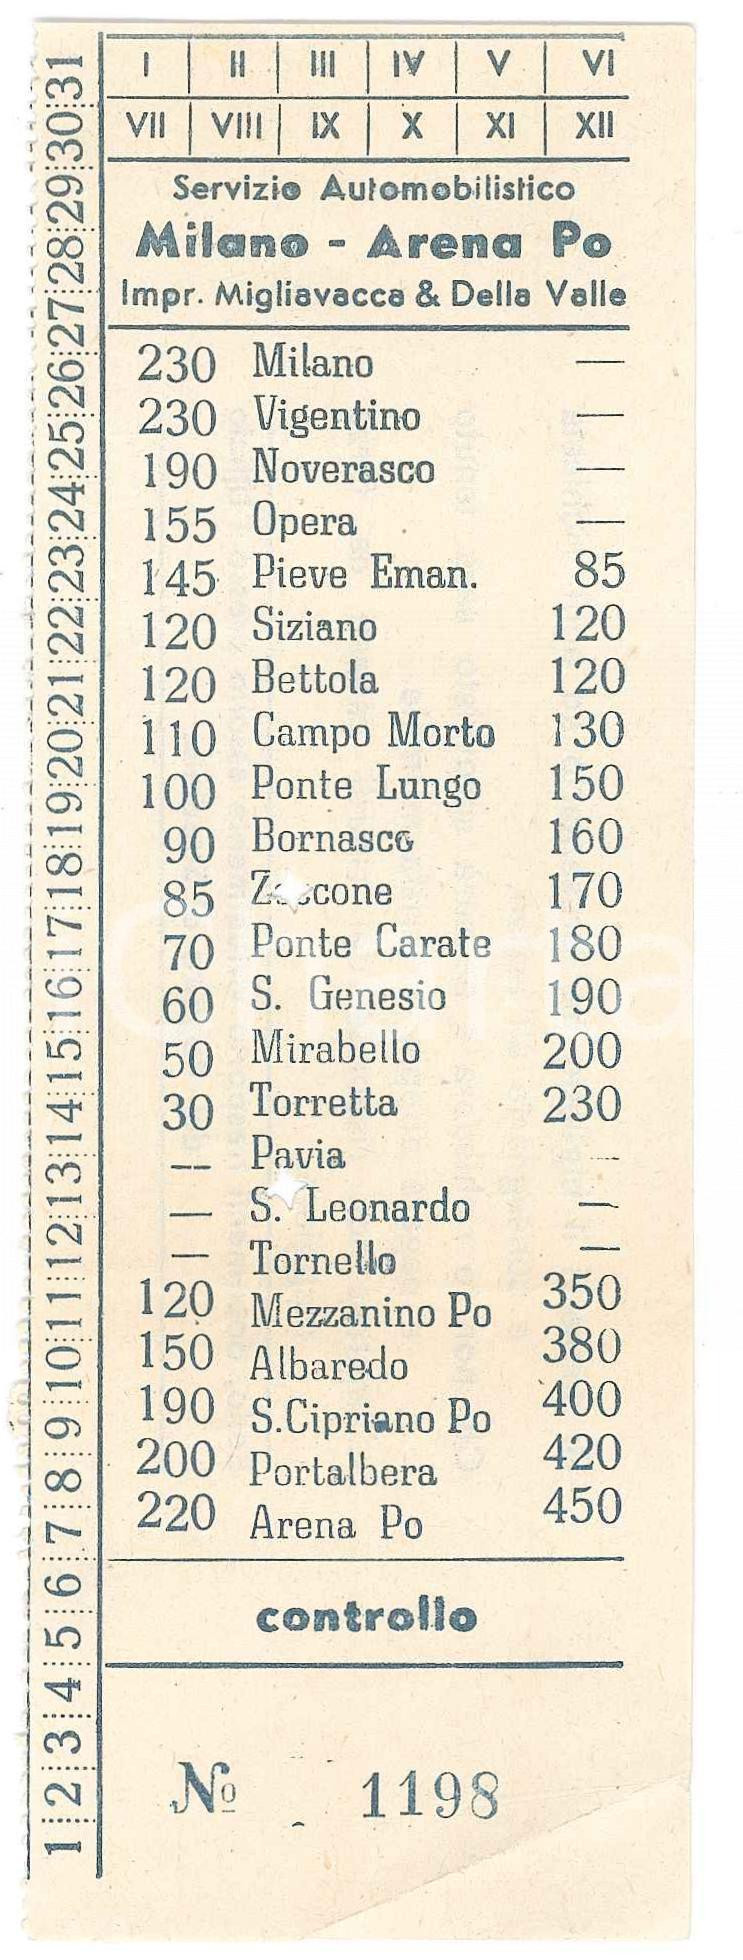 I II III IV V VI
VII VIII IX X XI XII
Servizio Automobilistico
Milano - Arena Po
Impr. Migliavacca & Della Valle
230 Milano —
230 Vigentino —
190 Noverasco —
155 Opera —
145 Pieve Eman. 85
120 Siziano 120
120 Bettola 120
110 Campo Morto 130
100 Ponte Lungo 150
90 Bornasco 160
85 170
70 Ponte Carate 180
60 S. Genesio 190
50 Mirabello 200
30 Torretta 230
— Pavia —
— S. Leonardo —
— Tornello —
120 Mezzanino Po 350
150 Albaredo 380
190 S.Cipriano Po 400
200 Portalbera 420
220 Arena Po 450
controllo
№ 1198
1 2 3 4 5 6 7 8 9 10 11 12 13 14 15 16 17 18 19 20 21 22 23 24 25 26 27 28 29 30 31